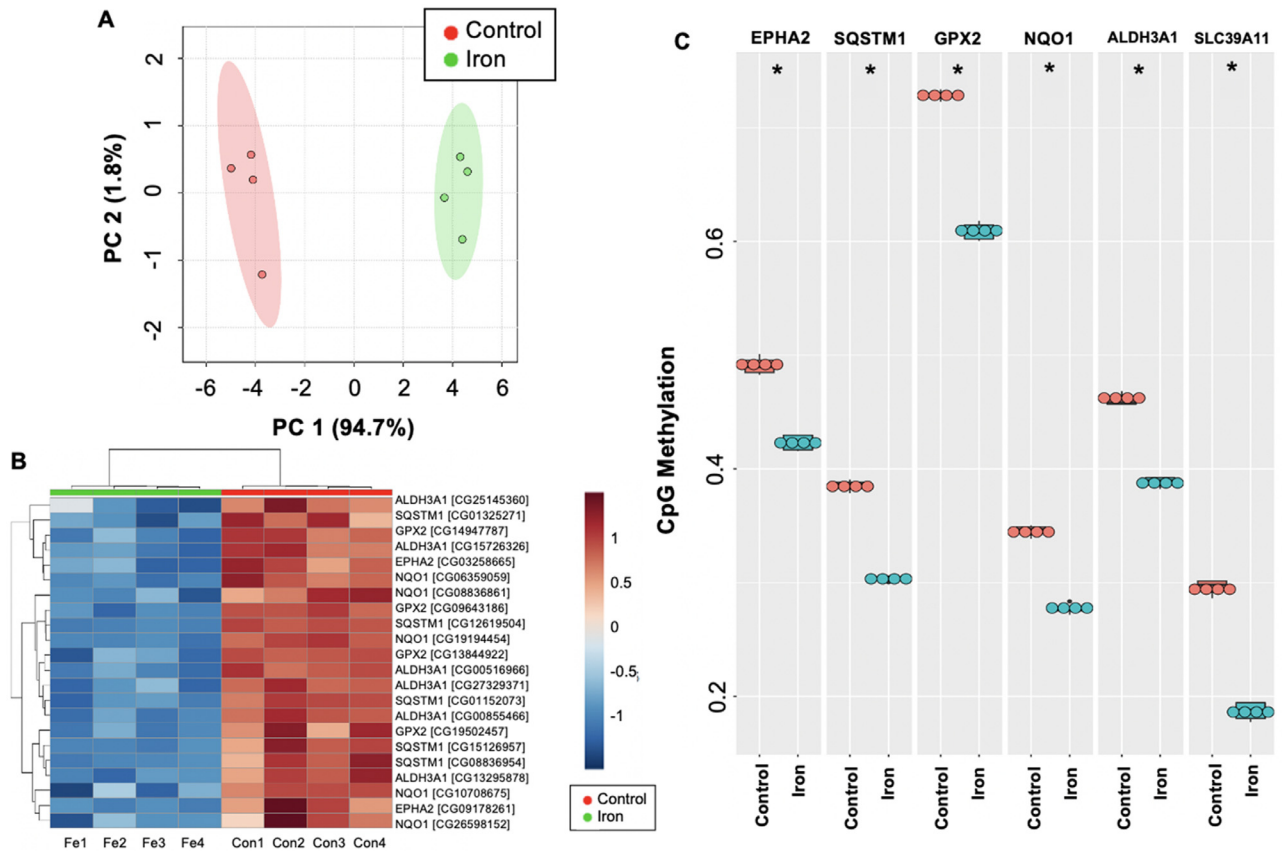 A
Control
Iron
2
1
0
-1
-2
PC 2 (1.8%)
-6 -4 -2 0 2 4 6
PC 1 (94.7%)
B
ALDH3A1 [CG25145360]
SQSTM1 [CG01325271]
GPX2 [CG14947787]
ALDH3A1 [CG15726326]
EPHA2 [CG03258665]
NQO1 [CG06359059]
NQO1 [CG08836861]
GPX2 [CG09643186]
SQSTM1 [CG12619504]
NQO1 [CG19194454]
GPX2 [CG13844922]
ALDH3A1 [CG00516966]
ALDH3A1 [CG27329371]
SQSTM1 [CG01152073]
ALDH3A1 [CG00855466]
GPX2 [CG19502457]
SQSTM1 [CG15126957]
SQSTM1 [CG08836954]
ALDH3A1 [CG13295878]
NQO1 [CG10708675]
EPHA2 [CG09178261]
NQO1 [CG26598152]
Fe1 Fe2 Fe3 Fe4 Con1 Con2 Con3 Con4
1
0.5
0
-0.5
-1
Control
Iron
C
EPHA2 SQSTM1 GPX2 NQO1 ALDH3A1 SLC39A11
* * * * * *
CpG Methylation
0.6
0.4
0.2
Control Iron Control Iron Control Iron Control Iron Control Iron Control Iron